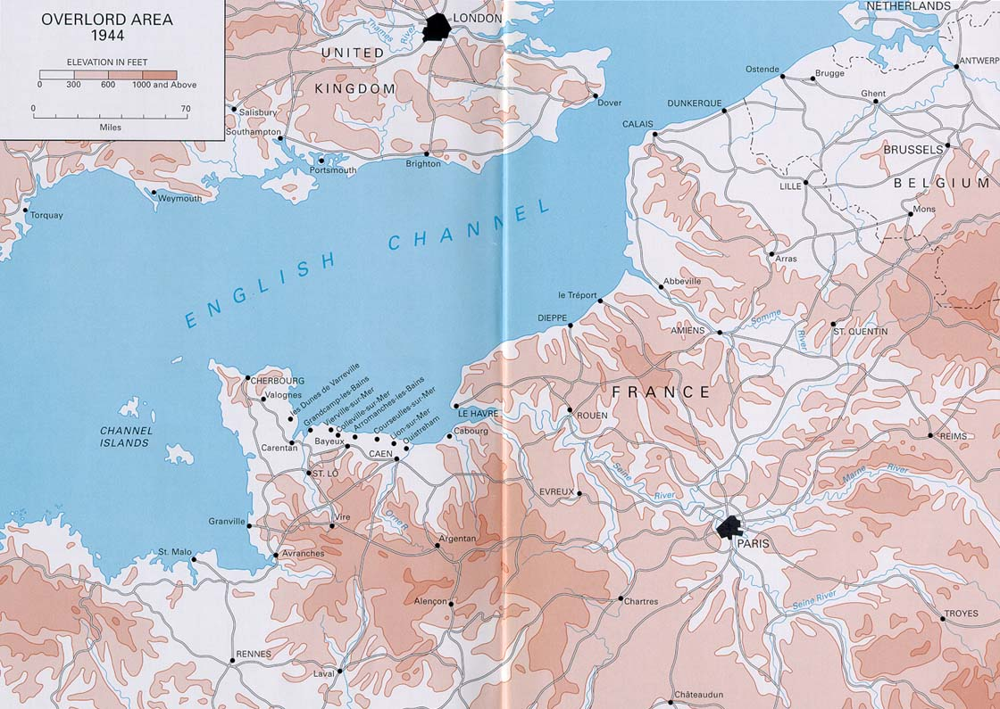 OVERLORD AREA
1944
ELEVATION IN FEET
0 300 600 1000 and Above
0 70
Miles
LONDON
Thames River
UNITED
KINGDOM
NETHERLANDS
ANTWERP
Ostende
Brugge
Ghent
Dover
DUNKERQUE
Salisbury
CALAIS
Southampton
BRUSSELS
Portsmouth
Brighton
LILLE
BELGIUM
Weymouth
Torquay
Mons
ENGLISH CHANNEL
Arras
Abbeville
le Tréport
DIEPPE
AMIENS
Somme River
ST. QUENTIN
CHERBOURG
Valognes
les Dunes de Varreville
Grandcamp-les-Bains
Vierville-sur-Mer
Colleville-sur-Mer
Arromanches-les-Bains
Courseulles-sur-Mer
Lion-sur-Mer
Ouistreham
FRANCE
LE HAVRE
ROUEN
CHANNEL
ISLANDS
Carentan
Bayeux
Cabourg
CAEN
REIMS
ST. LÔ
Seine River
Marne River
EVREUX
Granville
Vire
Orne R
PARIS
Argentan
St. Malo
Avranches
Alençon
Chartres
Seine River
TROYES
RENNES
Laval
Châteaudun